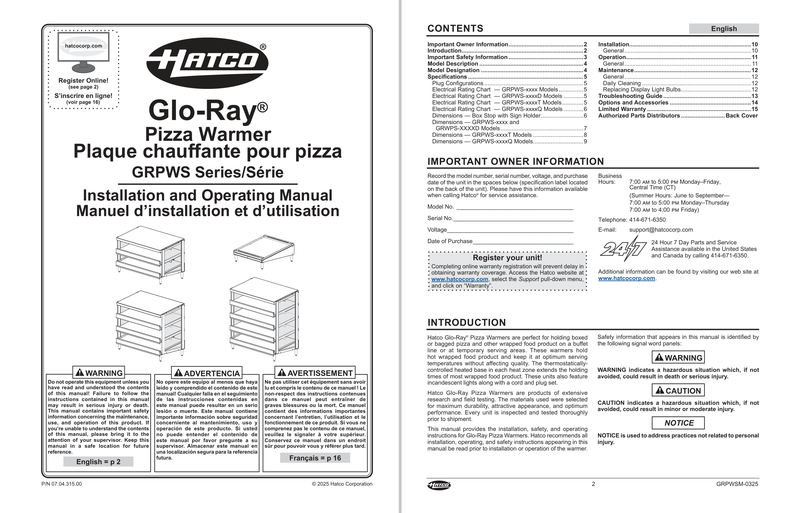 hatcocorp.com
Register Online!
(see page 2)
S'inscrire en ligne!
(voir page 16)
HATCO®
Glo-Ray®
Pizza Warmer
Plaque chauffante pour pizza
GRPWS Series/Série
Installation and Operating Manual
Manuel d'installation et d'utilisation
WARNING
Do not operate this equipment unless you
have read and understood the contents
of this manual! Failure to follow the
instructions contained in this manual
may result in serious injury or death.
This manual contains important safety
information concerning the maintenance,
use, and operation of this product. If
you're unable to understand the contents
of this manual, please bring it to the
attention of your supervisor. Keep this
manual in a safe location for future
reference.
English = p 2
ADVERTENCIA
No opere este equipo al menos que haya
leído y comprendido el contenido de este
manual! Cualquier falla en el seguimiento
de las instrucciones contenidas en
este manual puede resultar en un serio
lesión o muerte. Este manual contiene
importante información sobre seguridad
concerniente al mantenimiento, uso y
operación de este producto. Si usted
no puede entender el contenido de
este manual por favor pregunte a su
supervisor. Almacenar este manual en
una localización segura para la referencia
futura.
AVERTISSEMENT
Ne pas utiliser cet équipement sans avoir
lu et compris le contenu de ce manuel ! Le
non-respect des instructions contenues
dans ce manuel peut entraîner de
graves blessures ou la mort. Ce manuel
contient des informations importantes
concernant l'entretien, l'utilisation et le
fonctionnement de ce produit. Si vous ne
comprenez pas le contenu de ce manuel,
veuillez le signaler à votre supérieur.
Conservez ce manuel dans un endroit
sûr pour pouvoir vous y référer plus tard.
Français = p 16
P/N 07.04.315.00
© 2025 Hatco Corporation
CONTENTS
English
Important Owner Information 2
Introduction 2
Important Safety Information 3
Model Description 4
Model Designation 4
Specifications 5
Plug Configurations 5
Electrical Rating Chart — GRPWS-xxxx Models 5
Electrical Rating Chart — GRPWS-xxxxD Models 5
Electrical Rating Chart — GRPWS-xxxxT Models 5
Electrical Rating Chart — GRPWS-xxxxQ Models 6
Dimensions — Box Stop with Sign Holder 6
Dimensions — GRPWS-xxxx and
GRWPS-XXXXD Models 7
Dimensions — GRPWS-xxxxT Models 8
Dimensions — GRPWS-xxxxQ Models 9
Installation 10
General 10
Operation 11
General 11
Maintenance 12
General 12
Daily Cleaning 12
Replacing Display Light Bulbs 12
Troubleshooting Guide 13
Options and Accessories 14
Limited Warranty 15
Authorized Parts Distributors Back Cover
IMPORTANT OWNER INFORMATION
Record the model number, serial number, voltage, and purchase
date of the unit in the spaces below (specification label located
on the back of the unit). Please have this information available
when calling Hatco® for service assistance.
Model No.
Serial No.
Voltage
Date of Purchase
Register your unit!
Completing online warranty registration will prevent delay in
obtaining warranty coverage. Access the Hatco website at
www.hatcocorp.com, select the Support pull-down menu,
and click on "Warranty".
Business
Hours: 7:00 AM to 5:00 PM Monday–Friday,
Central Time (CT)
(Summer Hours: June to September—
7:00 AM to 5:00 PM Monday–Thursday
7:00 AM to 4:00 PM Friday)
Telephone: 414-671-6350
E-mail: support@hatcocorp.com
24/7
24 Hour 7 Day Parts and Service
Assistance available in the United States
and Canada by calling 414-671-6350.
Additional information can be found by visiting our web site at
www.hatcocorp.com.
INTRODUCTION
Hatco Glo-Ray® Pizza Warmers are perfect for holding boxed
or bagged pizza and other wrapped food product on a buffet
line or at temporary serving areas. These warmers hold
hot wrapped food product and keep it at optimum serving
temperatures without affecting quality. The thermostatically-
controlled heated base in each heat zone extends the holding
times of most wrapped food product. These units also feature
incandescent lights along with a cord and plug set.
Hatco Glo-Ray Pizza Warmers are products of extensive
research and field testing. The materials used were selected
for maximum durability, attractive appearance, and optimum
performance. Every unit is inspected and tested thoroughly
prior to shipment.
This manual provides the installation, safety, and operating
instructions for Glo-Ray Pizza Warmers. Hatco recommends all
installation, operating, and safety instructions appearing in this
manual be read prior to installation or operation of the warmer.
Safety information that appears in this manual is identified by
the following signal word panels:
WARNING
WARNING indicates a hazardous situation which, if not
avoided, could result in death or serious injury.
CAUTION
CAUTION indicates a hazardous situation which, if not
avoided, could result in minor or moderate injury.
NOTICE
NOTICE is used to address practices not related to personal
injury.
HATCO
2
GRPWSM-0325